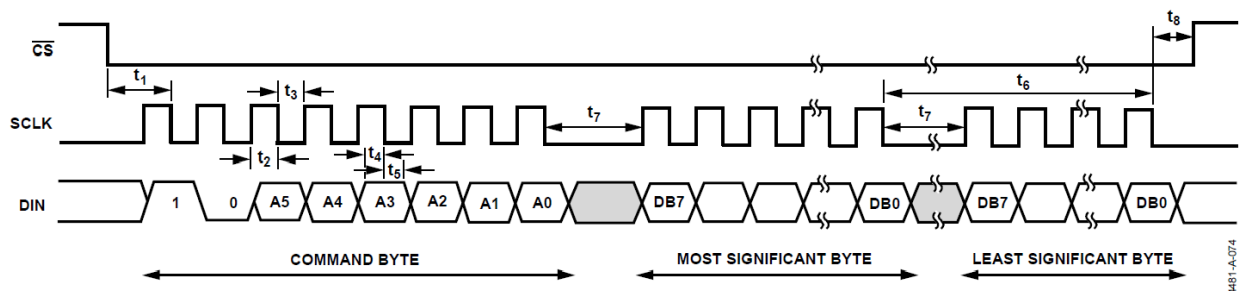 t8
CS
t1
t3
t6
SCLK
t7
t7
t2
t4
t5
DIN
1 0 A5 A4 A3 A2 A1 A0 DB7 DB0 DB7 DB0
COMMAND BYTE
MOST SIGNIFICANT BYTE
LEAST SIGNIFICANT BYTE